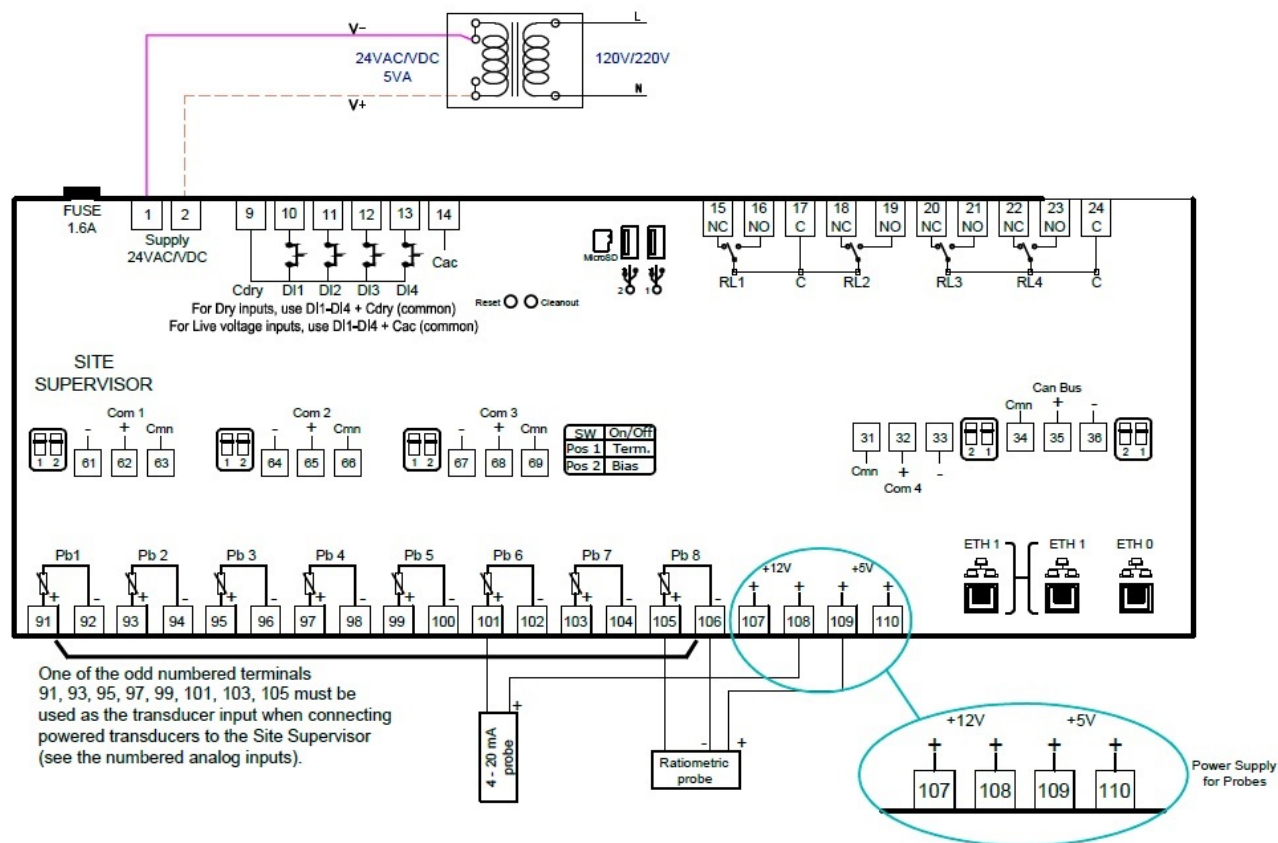 V-
L
24VAC/VDC
5VA
120V/220V
V+
N
FUSE
1.6A
1 2
Supply
24VAC/VDC
9 10 11 12 13 14
Cac
Cdry DI1 DI2 DI3 DI4
For Dry inputs, use DI1-DI4 + Cdry (common)
For Live voltage inputs, use DI1-DI4 + Cac (common)
MicroSD
2 1
Reset Cleanout
15 16 17 18 19 20 21 22 23 24
NC NO C NC NO NC NO NC NO C
RL1 C RL2 RL3 RL4 C
SITE
SUPERVISOR
Com 1
- + Cmn
1 2 61 62 63
Com 2
- + Cmn
1 2 64 65 66
Com 3
- + Cmn
1 2 67 68 69
SW On/Off
Pos 1 Term.
Pos 2 Bias
31 32 33
Cmn + -
Com 4
2 1
Can Bus
Cmn + -
34 35 36
2 1
Pb1 Pb 2 Pb 3 Pb 4 Pb 5 Pb 6 Pb 7 Pb 8
+ - + - + - + - + - + - + - + -
91 92 93 94 95 96 97 98 99 100 101 102 103 104 105 106
+12V +5V
+ + + +
107 108 109 110
ETH 1 ETH 1 ETH 0
One of the odd numbered terminals
91, 93, 95, 97, 99, 101, 103, 105 must be
used as the transducer input when connecting
powered transducers to the Site Supervisor
(see the numbered analog inputs).
+
4 - 20 mA
probe
- +
Ratiometric
probe
+12V +5V
+ + + +
107 108 109 110
Power Supply
for Probes